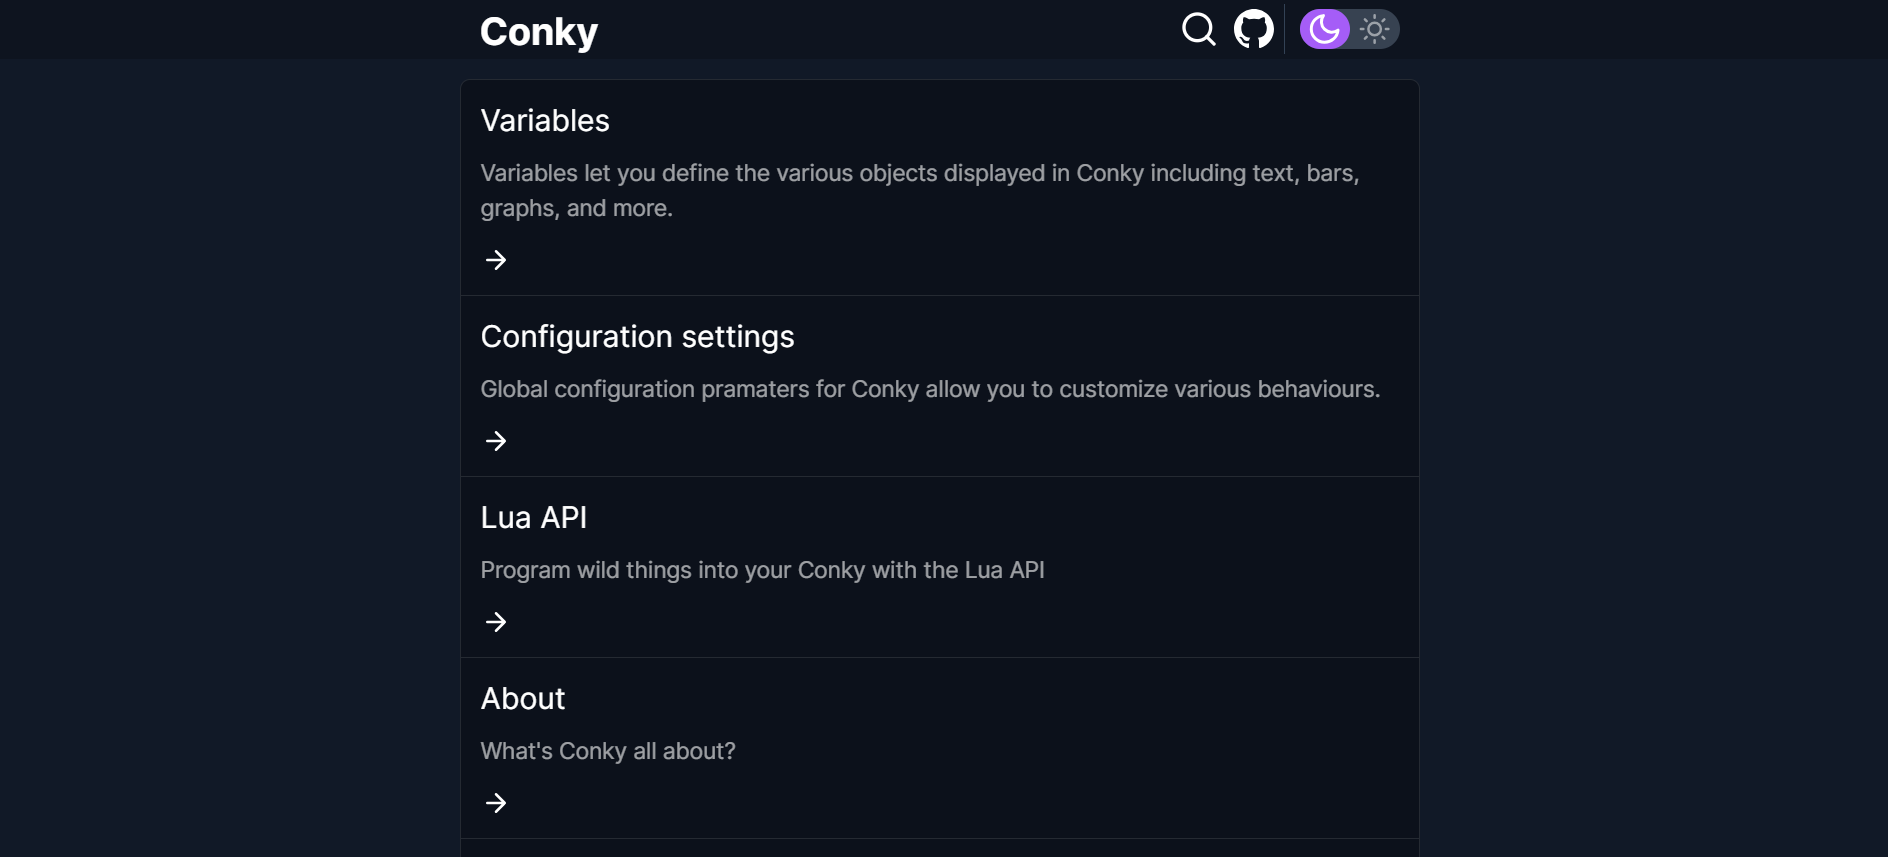 Conky
Variables
Variables let you define the various objects displayed in Conky including text, bars,
graphs, and more.
Configuration settings
Global configuration pramaters for Conky allow you to customize various behaviours.
Lua API
Program wild things into your Conky with the Lua API
About
What's Conky all about?